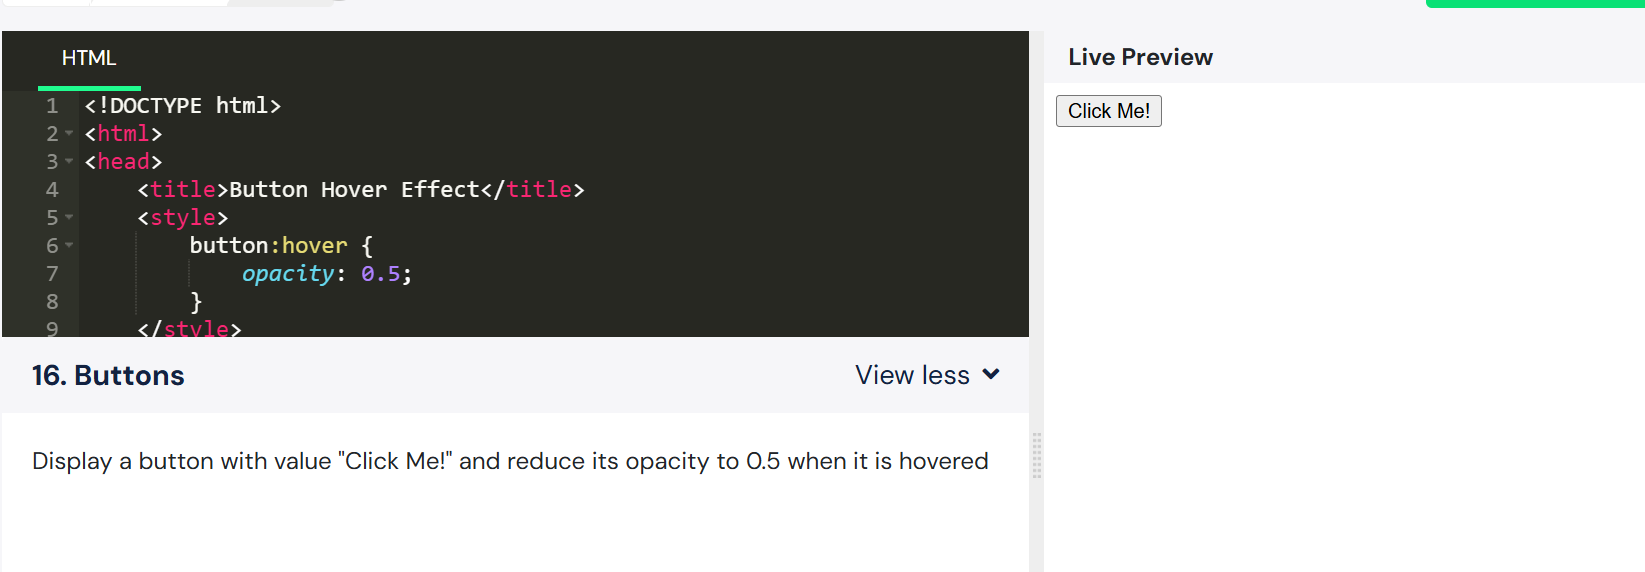 HTML
1 <!DOCTYPE html>
2 <html>
3 <head>
4 <title>Button Hover Effect</title>
5 <style>
6 button:hover {
7 opacity: 0.5;
8 }
9 </style>
16. Buttons
View less
Display a button with value "Click Me!" and reduce its opacity to 0.5 when it is hovered
Live Preview
Click Me!